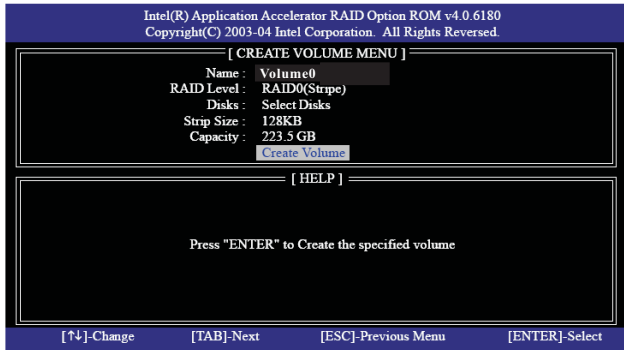 Intel(R) Application Accelerator RAID Option ROM v4.0.6180
Copyright(C) 2003-04 Intel Corporation. All Rights Reversed.
[ CREATE VOLUME MENU ]
Name : Volume0
RAID Level : RAID0(Stripe)
Disks : Select Disks
Strip Size : 128KB
Capacity : 223.5 GB
Create Volume
[ HELP ]
Press "ENTER" to Create the specified volume
[↑↓]-Change [TAB]-Next [ESC]-Previous Menu [ENTER]-Select